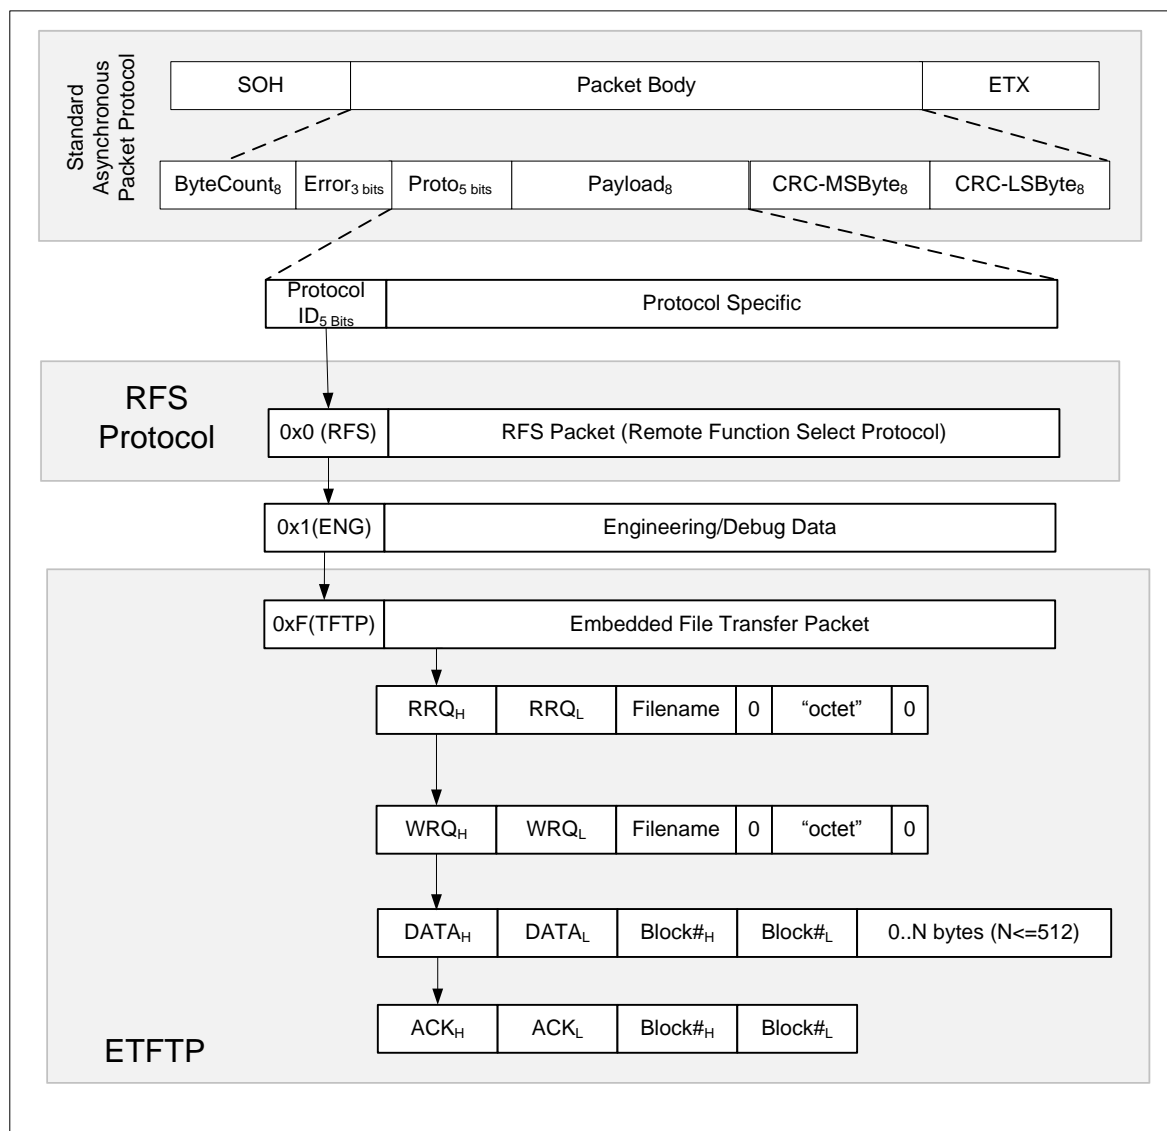 Standard
Asynchronous
Packet Protocol
SOH Packet Body ETX
ByteCount8 Error3 bits Proto5 bits Payload8 CRC-MSByte8 CRC-LSByte8
Protocol
ID5 Bits
Protocol Specific
RFS
Protocol
0x0 (RFS) RFS Packet (Remote Function Select Protocol)
0x1(ENG) Engineering/Debug Data
0xF(TFTP) Embedded File Transfer Packet
RRQH RRQL Filename 0 “octet” 0
WRQH WRQL Filename 0 “octet” 0
DATAH DATAL Block#H Block#L 0..N bytes (N<=512)
ACKH ACKL Block#H Block#L
ETFTP